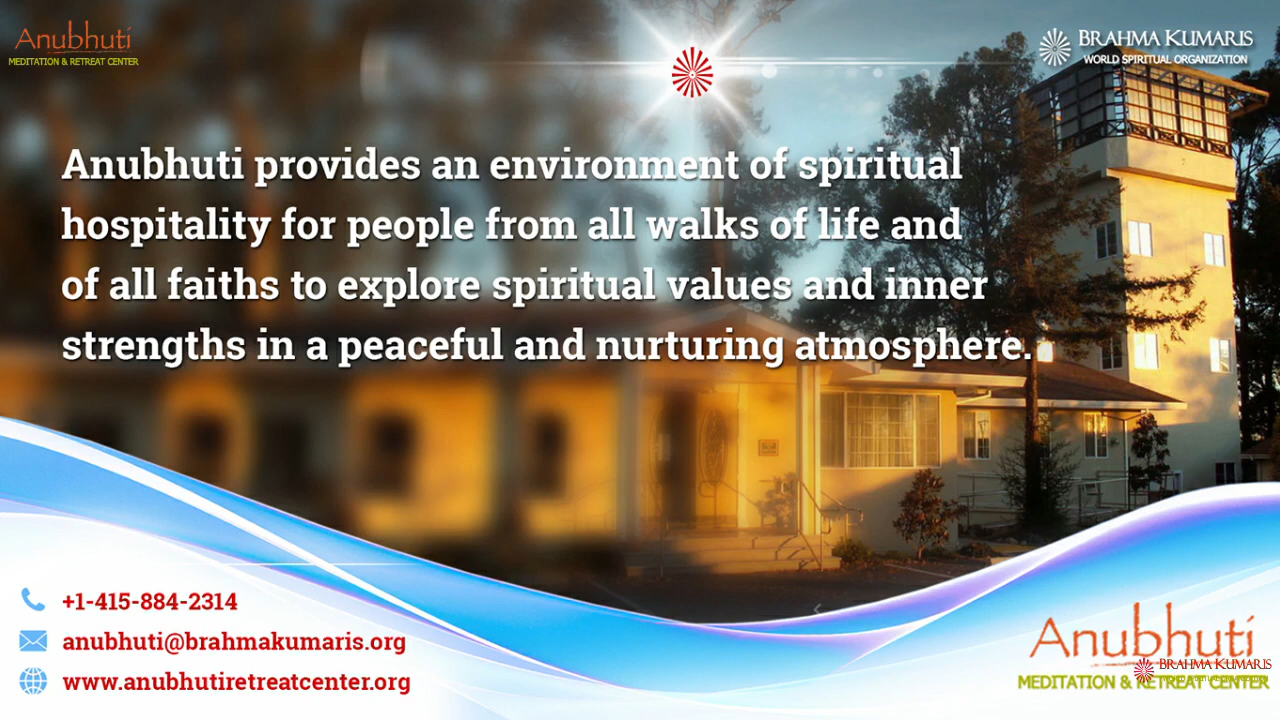 Anubhuti
MEDITATION & RETREAT CENTER
BRAHMA KUMARIS
WORLD SPIRITUAL ORGANIZATION
Anubhuti provides an environment of spiritual
hospitality for people from all walks of life and
of all faiths to explore spiritual values and inner
strengths in a peaceful and nurturing atmosphere.
+1-415-884-2314
anubhuti@brahmakumaris.org
www.anubhutiretreatcenter.org
Anubhuti
BRAHMA KUMARIS
MEDITATION & RETREAT CENTER